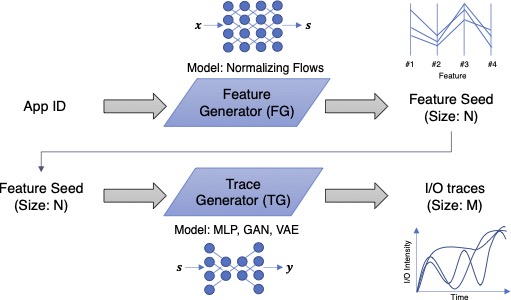 x
s
#1 #2 #3 #4
Feature
Model: Normalizing Flows
App ID
Feature
Generator (FG)
Feature Seed
(Size: N)
Feature Seed
(Size: N)
Trace
Generator (TG)
I/O traces
(Size: M)
Model: MLP, GAN, VAE
s
y
I/O Intensity
Time